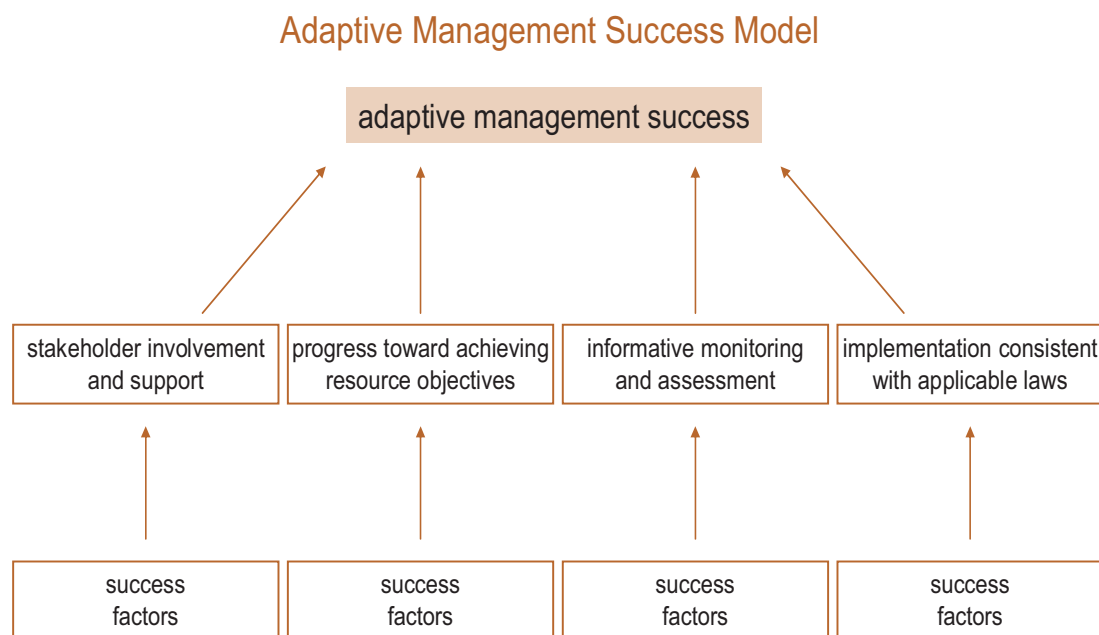 Adaptive Management Success Model
adaptive management success
stakeholder involvement
and support
progress toward achieving
resource objectives
informative monitoring
and assessment
implementation consistent
with applicable laws
success
factors
success
factors
success
factors
success
factors